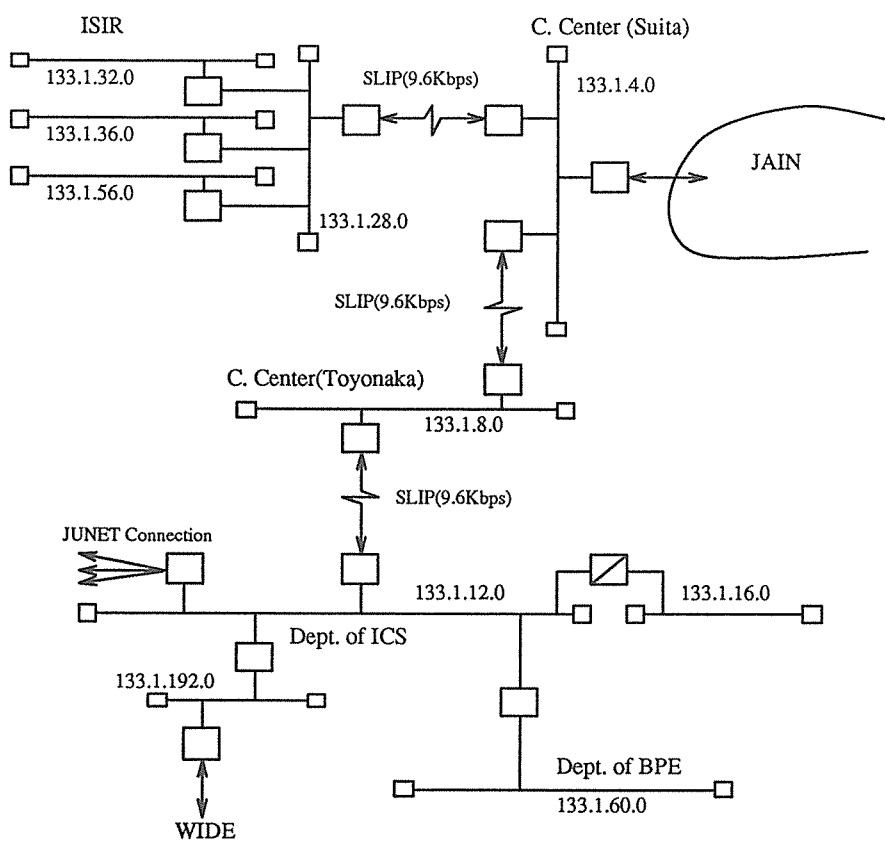 ISIR
C. Center (Suita)
133.1.32.0
SLIP(9.6Kbps)
133.1.4.0
133.1.36.0
JAIN
133.1.56.0
133.1.28.0
SLIP(9.6Kbps)
C. Center(Toyonaka)
133.1.8.0
SLIP(9.6Kbps)
JUNET Connection
133.1.12.0
133.1.16.0
Dept. of ICS
133.1.192.0
Dept. of BPE
133.1.60.0
WIDE